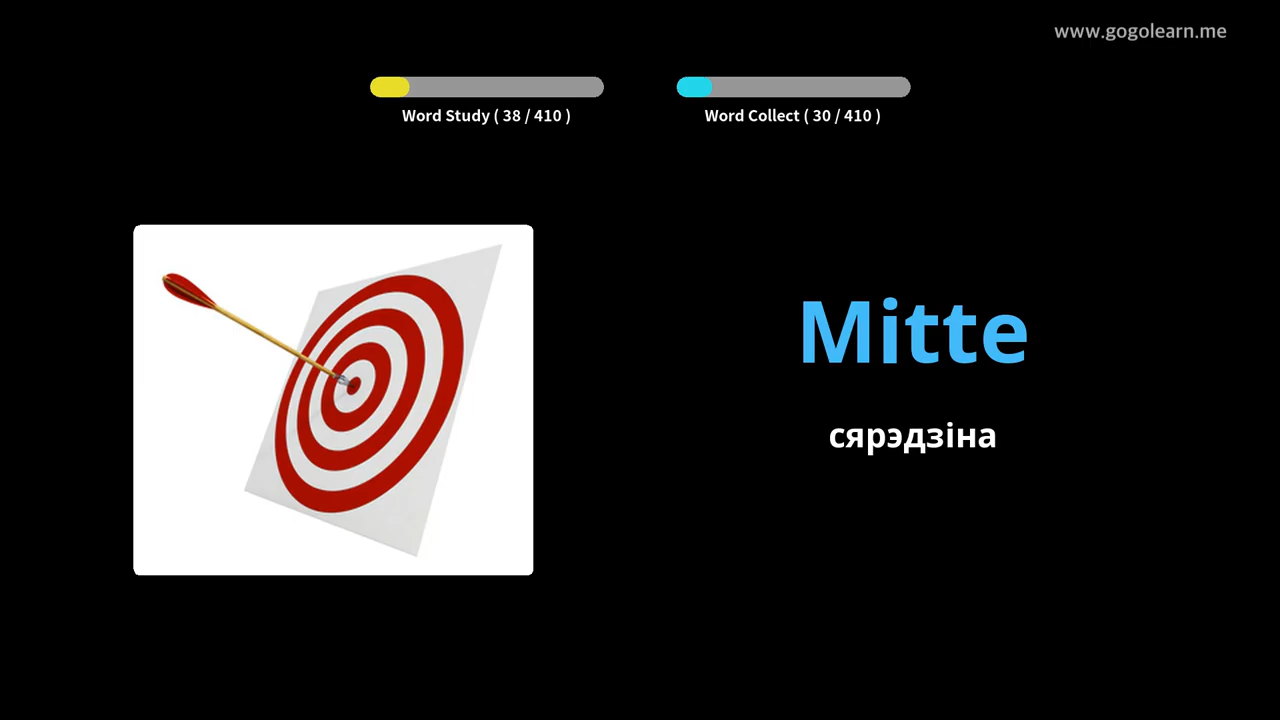 www.gogolearn.me
Word Study ( 38 / 410 )
Word Collect ( 30 / 410 )
Mitte
сярэдзіна